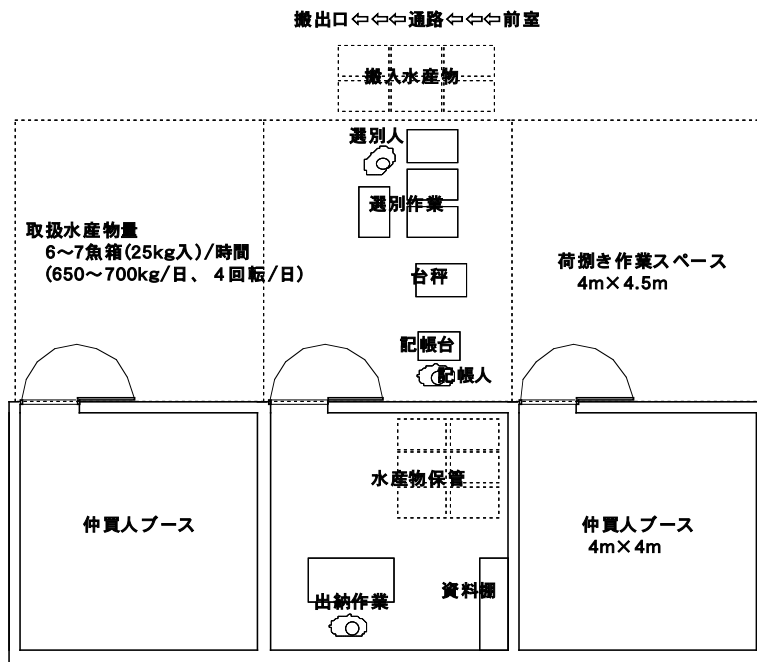 搬出口⇦⇦⇦通路⇦⇦⇦前室
搬入水産物
選別人
選別作業
取扱水産物量
6～7魚箱(25kg入)/時間
(650～700kg/日、4回転/日)
荷捌き作業スペース
4m×4.5m
台秤
記帳台
記帳人
水産物保管
仲買人ブース
仲買人ブース
4m×4m
資料棚
出納作業